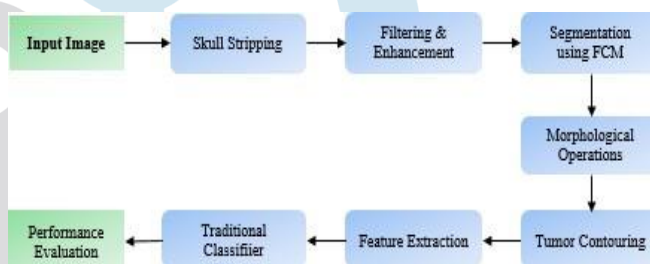 Input Image
Skull Stripping
Filtering &
Enhancement
Segmentation
using FCM
Morphological
Operations
Tumor Contouring
Feature Extraction
Traditional
Classifiier
Performance
Evaluation